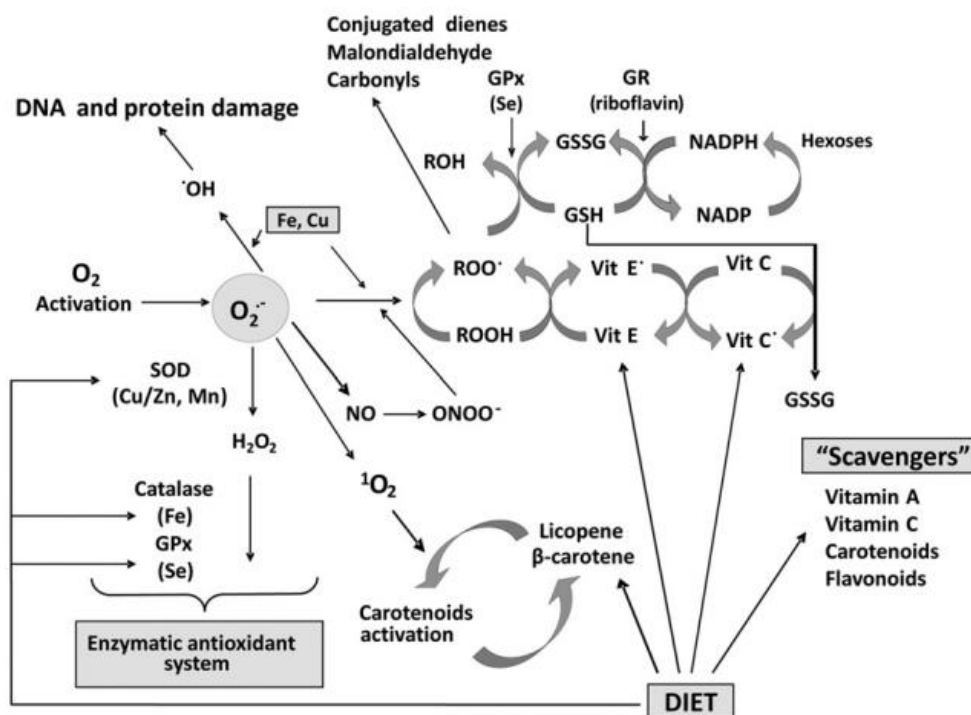 Conjugated dienes
Malondialdehyde
Carbonyls
GPx
(Se)
GR
(riboflavin)
DNA and protein damage
ROH
GSSG
NADPH
Hexoses
·OH
Fe, Cu
GSH
NADP
O₂
Activation
O₂·⁻
ROO·
Vit E·
Vit C
ROOH
Vit E
Vit C·
SOD
(Cu/Zn, Mn)
NO
ONOO⁻
GSSG
H₂O₂
¹O₂
"Scavengers"
Vitamin A
Vitamin C
Carotenoids
Flavonoids
Catalase
(Fe)
GPx
(Se)
Licopene
β-carotene
Carotenoids
activation
Enzymatic antioxidant
system
DIET